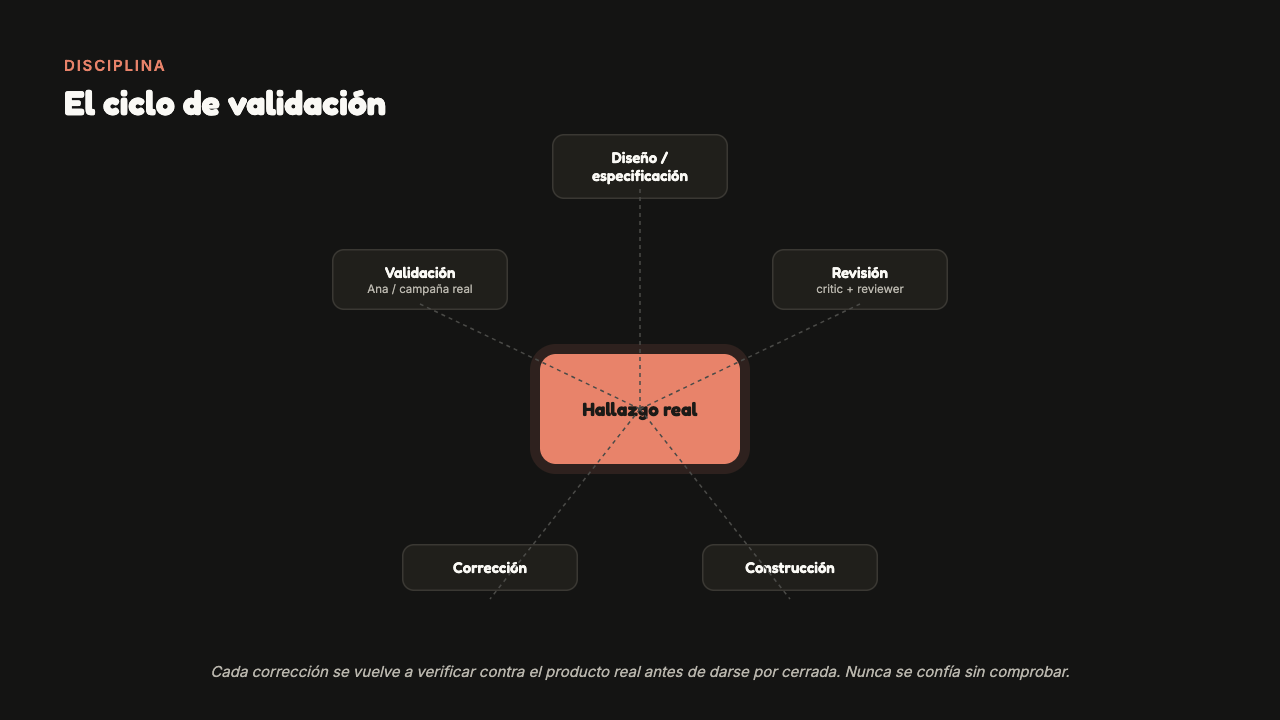 DISCIPLINA
El ciclo de validación
Diseño /
especificación
Validación
Ana / campaña real
Revisión
critic + reviewer
Hallazgo real
Corrección
Construcción
Cada corrección se vuelve a verificar contra el producto real antes de darse por cerrada. Nunca se confía sin comprobar.